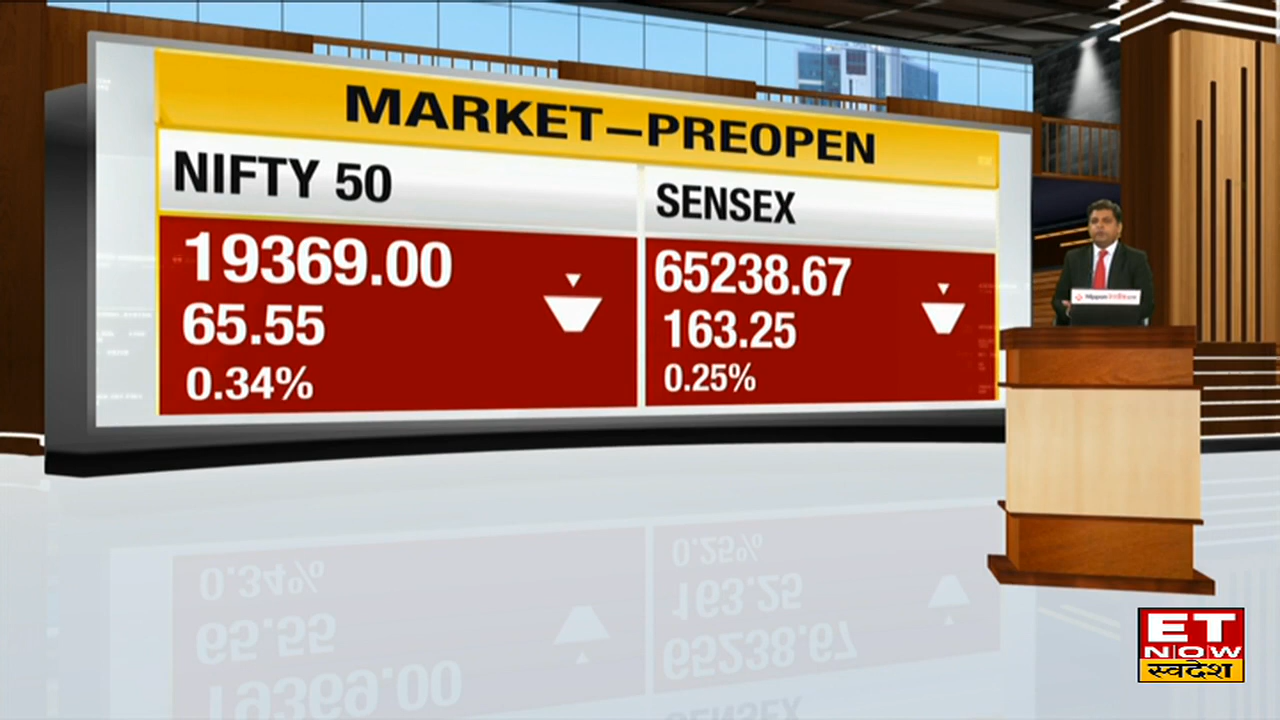 MARKET–PREOPEN
NIFTY 50
19369.00
65.55
0.34%
SENSEX
65238.67
163.25
0.25%
ET
NOW
स्वदेश